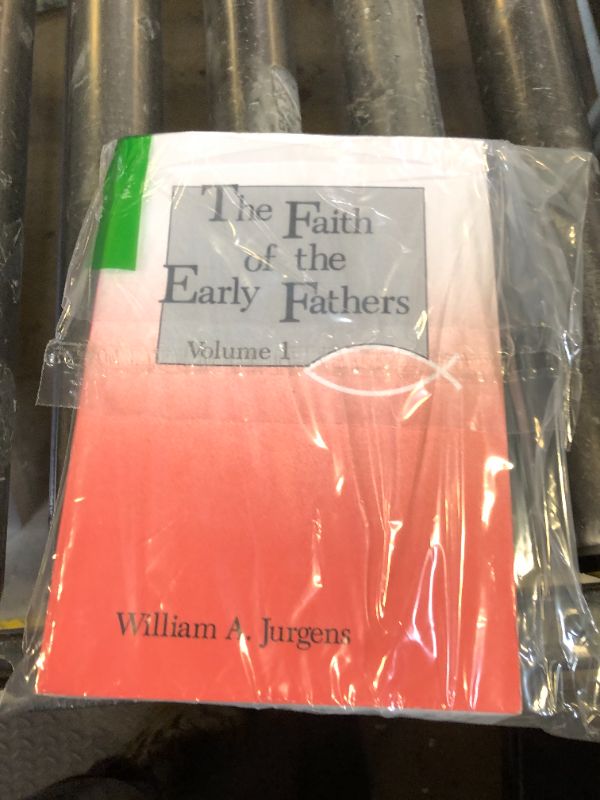 The Faith
of the
Early Fathers
Volume 1
William A. Jurgens